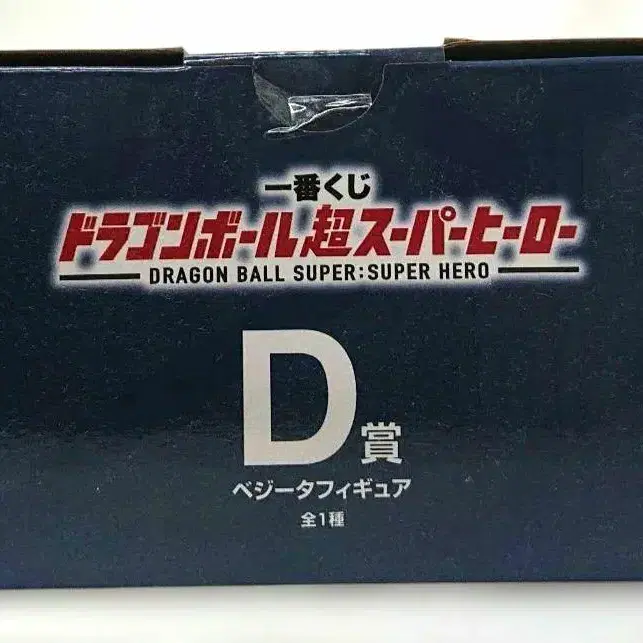 一番くじ
ドラゴンボール超スーパーヒーロー
DRAGON BALL SUPER:SUPER HERO
D賞
ベジータフィギュア
全1種